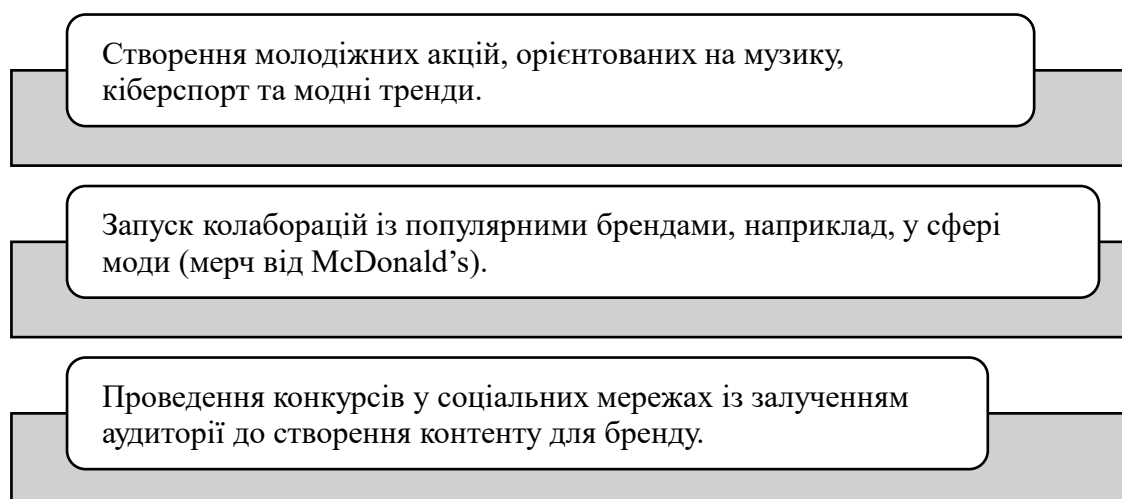 Створення молодіжних акцій, орієнтованих на музику,
кіберспорт та модні тренди.
Запуск колаборацій із популярними брендами, наприклад, у сфері
моди (мерч від McDonald’s).
Проведення конкурсів у соціальних мережах із залученням
аудиторії до створення контенту для бренду.